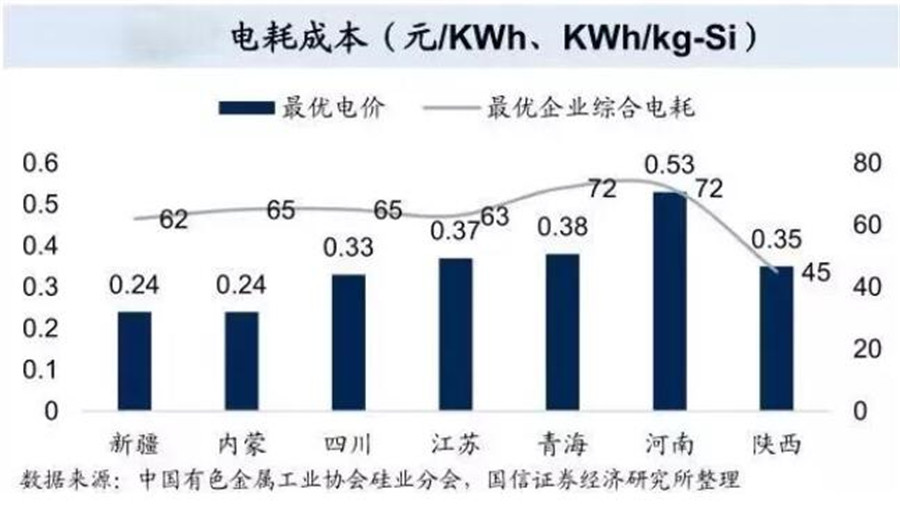 电耗成本（元/KWh、KWh/kg-Si）
最优电价 最优企业综合电耗
0.6 0.53 80
0.5 62 65 65 63 72 72
0.4 0.33 0.37 0.38 0.35 60
0.3 0.24 0.24 45 40
0.2
0.1 20
0 0
新疆 内蒙 四川 江苏 青海 河南 陕西
数据来源：中国有色金属工业协会硅业分会，国信证券经济研究所整理